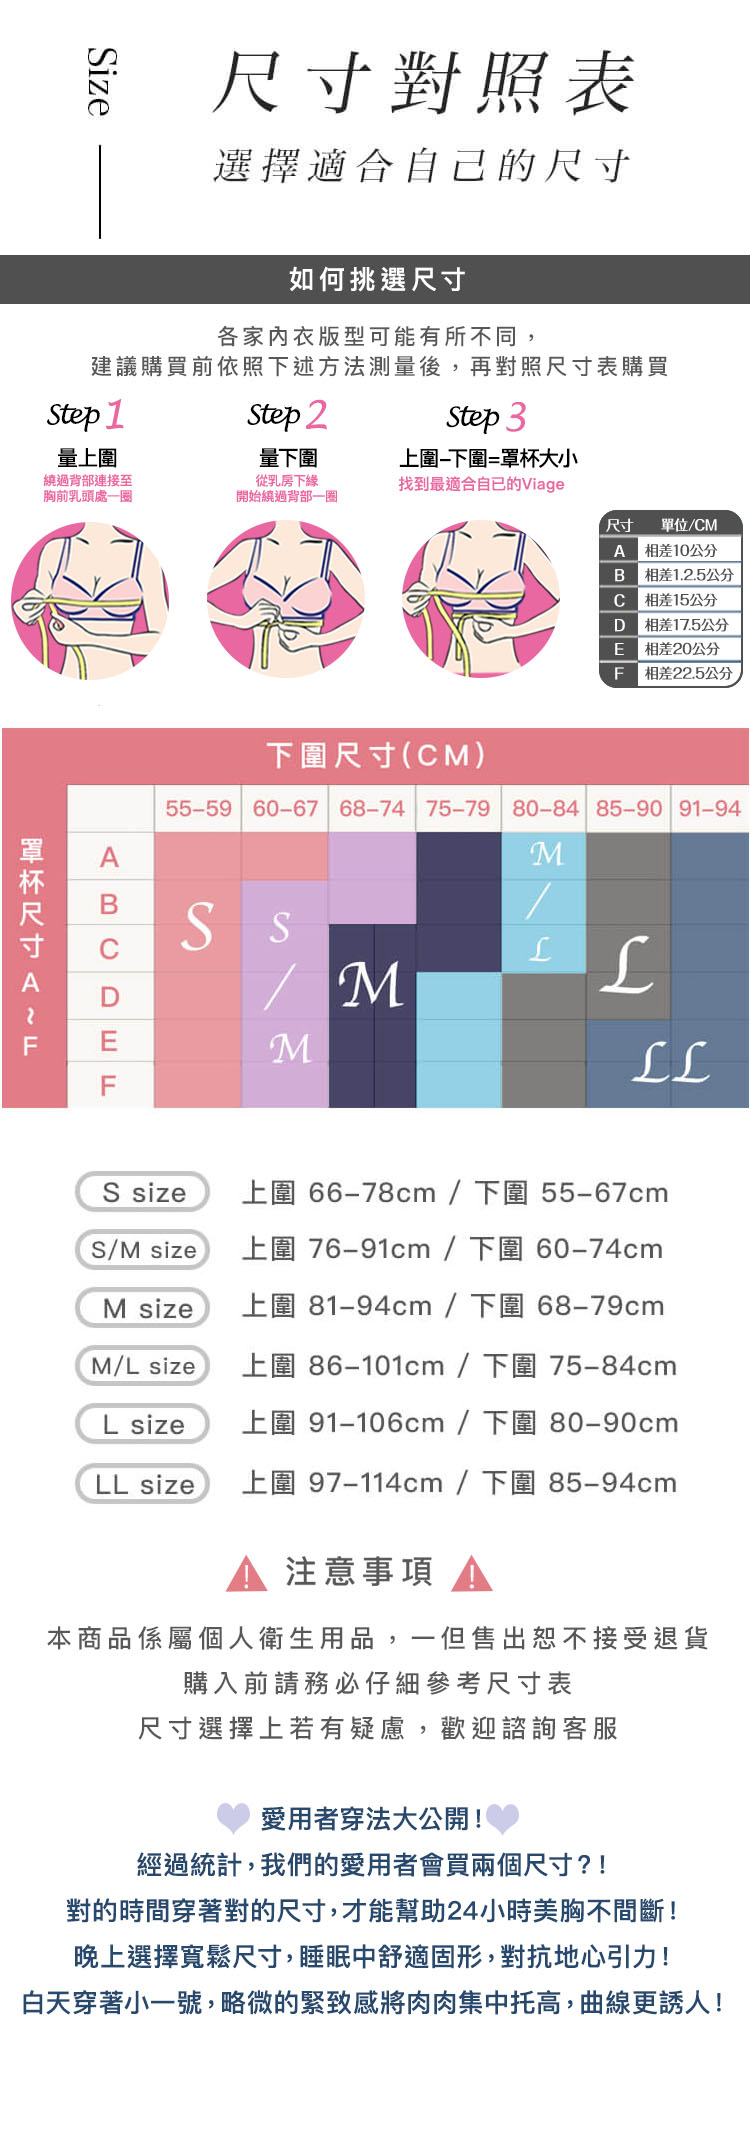 Size
尺寸對照表
選擇適合自己的尺寸
如何挑選尺寸
各家內衣版型可能有所不同，
建議購買前依照下述方法測量後，再對照尺寸表購買
Step 1
量上圍
繞過背部連接至
胸前乳頭處一圈
Step 2
量下圍
從乳房下緣
開始繞過背部一圈
Step 3
上圍-下圍=罩杯大小
找到最適合自己的Viage
尺寸 單位/CM
A 相差10公分
B 相差1.2.5公分
C 相差15公分
D 相差17.5公分
E 相差20公分
F 相差22.5公分
下圍尺寸(CM)
55-59 60-67 68-74 75-79 80-84 85-90 91-94
罩杯尺寸A~F
A
B
C
D
E
F
S
S/M
M
M/L
L
LL
S size 上圍 66-78cm / 下圍 55-67cm
S/M size 上圍 76-91cm / 下圍 60-74cm
M size 上圍 81-94cm / 下圍 68-79cm
M/L size 上圍 86-101cm / 下圍 75-84cm
L size 上圍 91-106cm / 下圍 80-90cm
LL size 上圍 97-114cm / 下圍 85-94cm
! 注意事項 !
本商品係屬個人衛生用品，一但售出恕不接受退貨
購入前請務必仔細參考尺寸表
尺寸選擇上若有疑慮，歡迎諮詢客服
愛用者穿法大公開!
經過統計，我們的愛用者會買兩個尺寸?!
對的時間穿著對的尺寸，才能幫助24小時美胸不間斷!
晚上選擇寬鬆尺寸，睡眠中舒適固形，對抗地心引力!
白天穿著小一號，略微的緊致感將肉肉集中托高，曲線更誘人!